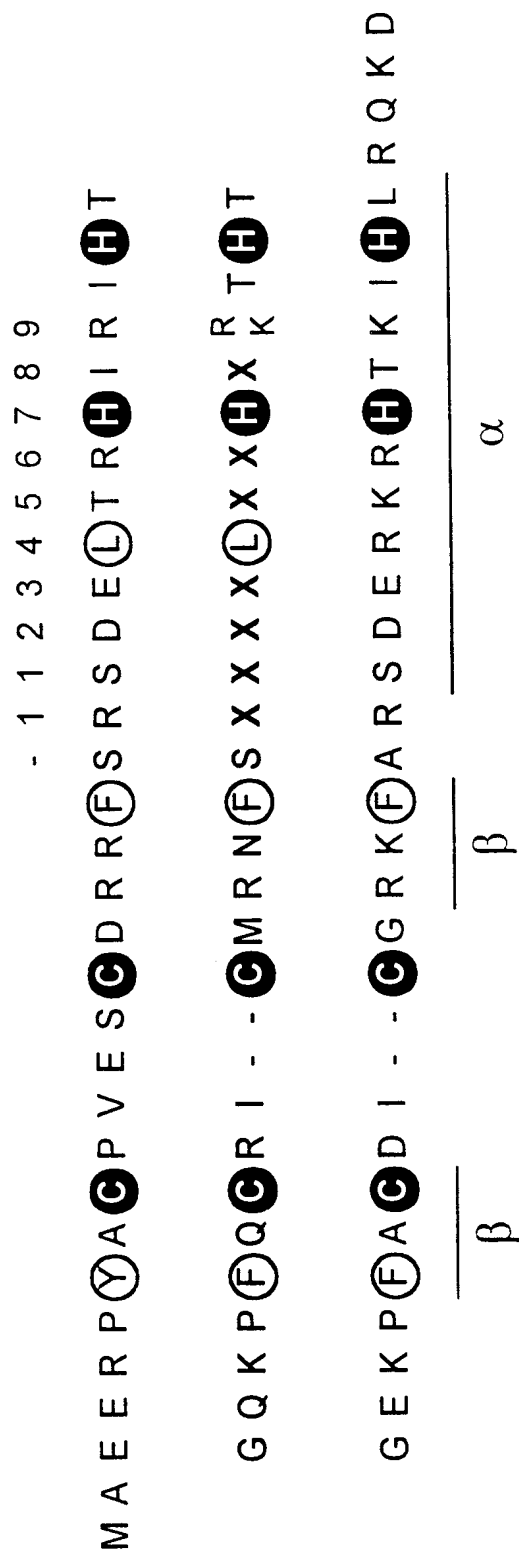 - 1 1 2 3 4 5 6 7 8 9
M A E E R P Y A C P V E S C D R R F S R S D E L T R H I R I H T
R
G Q K P F Q C R I - - C M R N F S X X X X L X X H X T H T
K
G E K P F A C D I - - C G R K F A R S D E R K R H T K I H L R Q K D
β β α